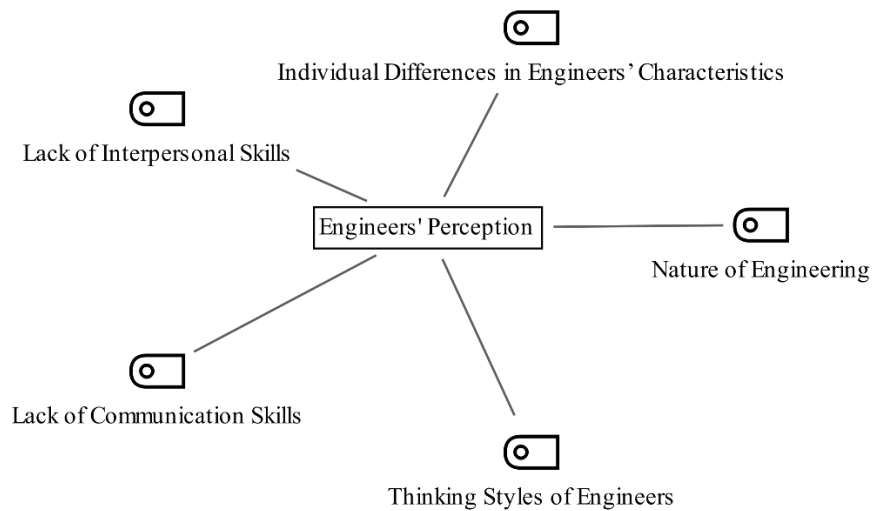 Individual Differences in Engineers’ Characteristics
Lack of Interpersonal Skills
Engineers' Perception
Nature of Engineering
Lack of Communication Skills
Thinking Styles of Engineers